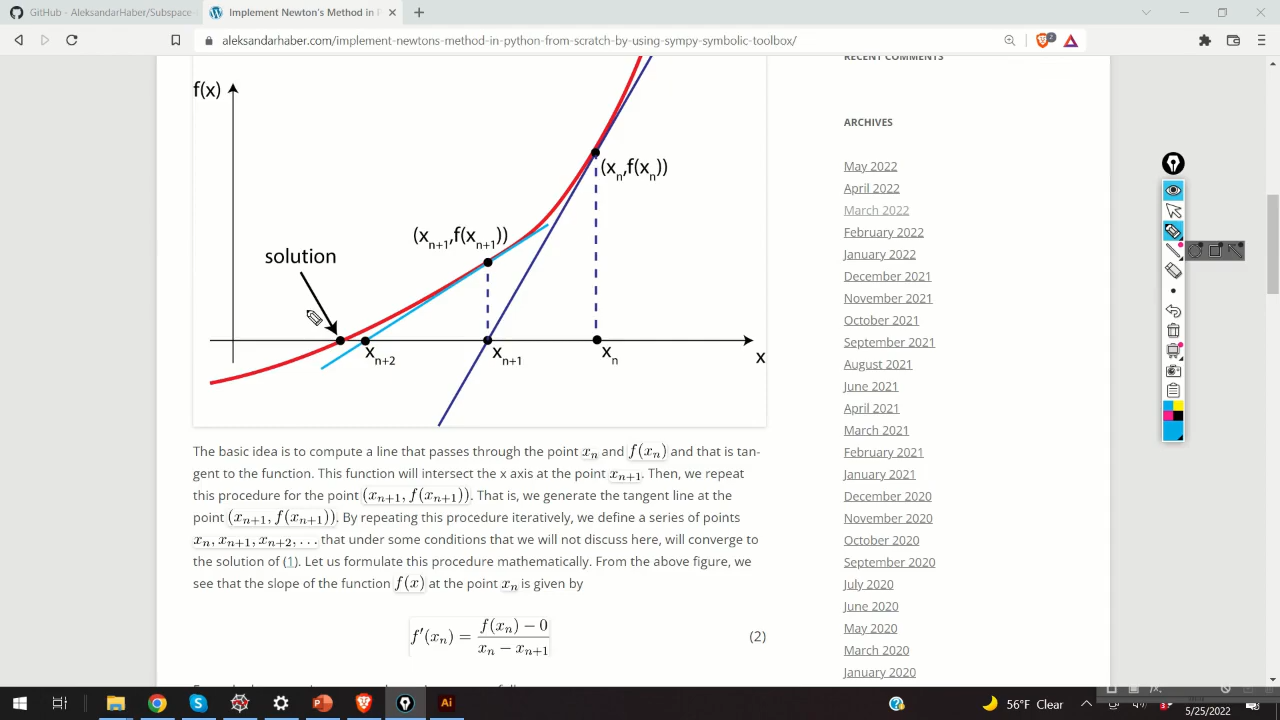 GitHub - AleksandarHaber/Subspace
Implement Newton's Method in P
aleksandarhaber.com/implement-newtons-method-in-python-from-scratch-by-using-sympy-symbolic-toolbox/
2
f(x)
(xn,f(xn))
(xn+1,f(xn+1))
solution
xn+2
xn+1
xn
x
The basic idea is to compute a line that passes through the point xn and f(xn) and that is tan-
gent to the function. This function will intersect the x axis at the point xn+1. Then, we repeat
this procedure for the point (xn+1, f(xn+1)). That is, we generate the tangent line at the
point (xn+1, f(xn+1)). By repeating this procedure iteratively, we define a series of points
xn, xn+1, xn+2, ... that under some conditions that we will not discuss here, will converge to
the solution of (1). Let us formulate this procedure mathematically. From the above figure, we
see that the slope of the function f(x) at the point xn is given by
f′(xn) = (f(xn) − 0) / (xn − xn+1) (2)
RECENT COMMENTS
ARCHIVES
May 2022
April 2022
March 2022
February 2022
January 2022
December 2021
November 2021
October 2021
September 2021
August 2021
June 2021
April 2021
March 2021
February 2021
January 2021
December 2020
November 2020
October 2020
September 2020
July 2020
June 2020
May 2020
March 2020
January 2020
56°F Clear
5/25/2022